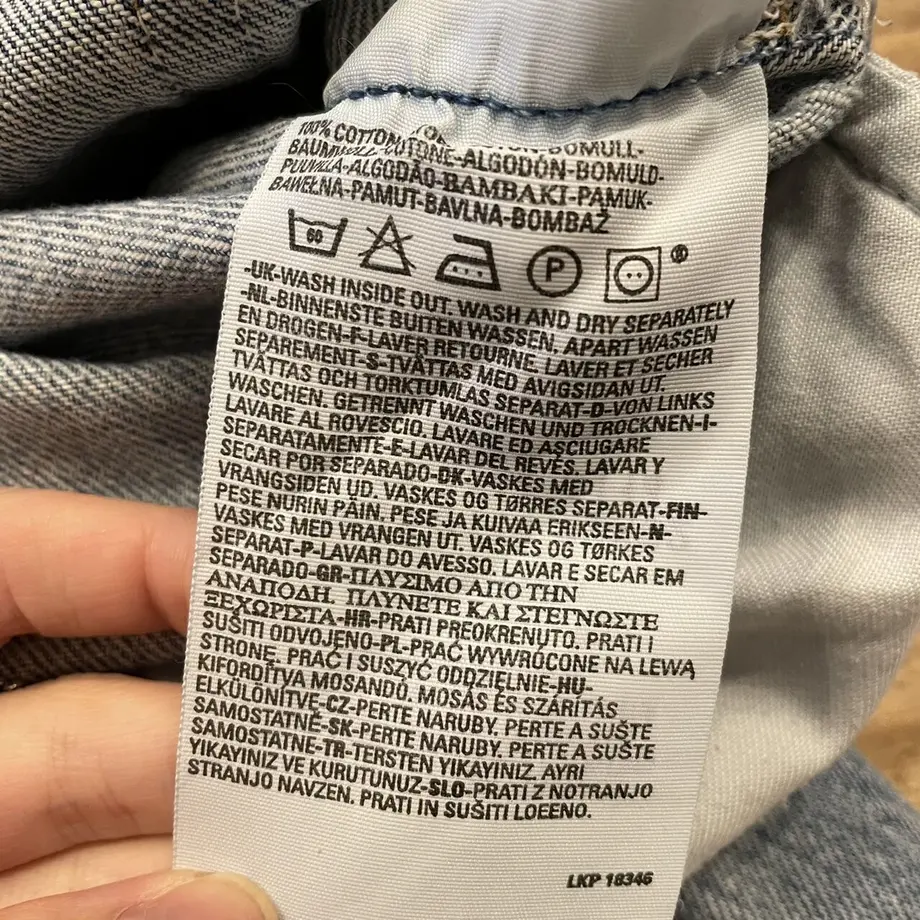 100% COTTON BOMULL-
BAUMWOLL-COTONE-ALGODÓN-BOMULD-
PUUVILLA-ALGODÃO-BAMBAKI-PAMUK-
BAWEŁNA-PAMUT-BAVLNA-BOMBAŽ
60 P ®
-UK-WASH INSIDE OUT. WASH AND DRY SEPARATELY
-NL-BINNENSTE BUITEN WASSEN, APART WASSEN
EN DROGEN-F-LAVER RETOURNE. LAVER ET SECHER
SEPAREMENT-S-TVÄTTAS MED AVIGSIDAN UT.
TVÄTTAS OCH TORKTUMLAS SEPARAT-D-VON LINKS
WASCHEN. GETRENNT WASCHEN UND TROCKNEN-I-
LAVARE AL ROVESCIO. LAVARE ED ASCIUGARE
SEPARATAMENTE-E-LAVAR DEL REVÉS. LAVAR Y
SECAR POR SEPARADO-DK-VASKES MED
VRANGSIDEN UD. VASKES OG TØRRES SEPARAT-FIN-
PESE NURIN PÄIN. PESE JA KUIVAA ERIKSEEN-N-
VASKES MED VRANGEN UT. VASKES OG TØRKES
SEPARAT-P-LAVAR DO AVESSO. LAVAR E SECAR EM
SEPARADO-GR-ΠΛΥΣΙΜΟ ΑΠΟ ΤΗΝ
ΑΝΑΠΟΔΗ. ΠΛΥΝΕΤΕ ΚΑΙ ΣΤΕΓΝΩΣΤΕ
ΞΕΧΩΡΙΣΤΑ-HR-PRATI PREOKRENUTO. PRATI I
SUŠITI ODVOJENO-PL-PRAĆ WYWRÓCONE NA LEWĄ
STRONĘ. PRAĆ I SUSZYĆ ODDZIELNIE-HU-
KIFORDÍTVA MOSANDÓ. MOSÁS ÉS SZÁRÍTÁS
ELKÜLÖNÍTVE-CZ-PERTE NARUBY. PERTE A SUŠTE
SAMOSTATNĚ-SK-PERTE NARUBY. PERTE A SUŠTE
SAMOSTATNE-TR-TERSTEN YIKAYINIZ. AYRI
YIKAYINIZ VE KURUTUNUZ-SLO-PRATI Z NOTRANJO
STRANJO NAVZEN. PRATI IN SUŠITI LOEENO.
LKP 18346